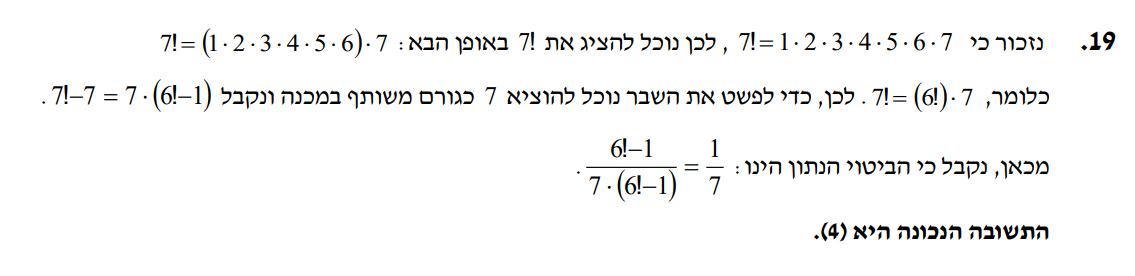 19. נזכור כי 7!=1·2·3·4·5·6·7 , לכן נוכל להציג את 7! באופן הבא: 7!=(1·2·3·4·5·6)·7
כלומר, 7!=(6!)·7. לכן, כדי לפשט את השבר נוכל להוציא 7 כגורם משותף במכנה ונקבל 7!–7 = 7·(6!–1).
מכאן, נקבל כי הביטוי הנתון הינו: \frac{6!–1}{7·(6!–1)} = \frac{1}{7}.
התשובה הנכונה היא (4).